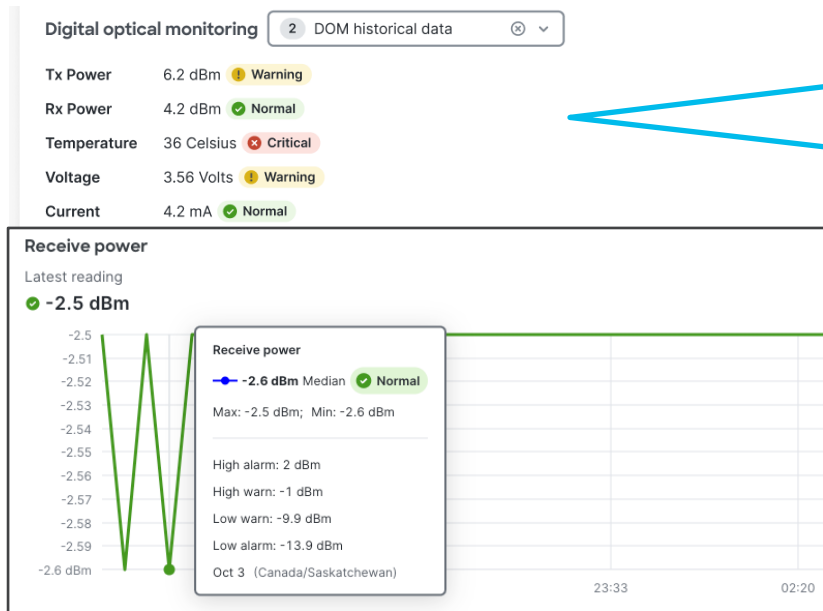 Digital optical monitoring 2 DOM historical data
Tx Power 6.2 dBm Warning
Rx Power 4.2 dBm Normal
Temperature 36 Celsius Critical
Voltage 3.56 Volts Warning
Current 4.2 mA Normal
Receive power
Latest reading
-2.5 dBm
-2.5
-2.51
-2.52
-2.53
-2.54
-2.55
-2.56
-2.57
-2.58
-2.59
-2.6 dBm
Receive power
-2.6 dBm Median Normal
Max: -2.5 dBm; Min: -2.6 dBm
High alarm: 2 dBm
High warn: -1 dBm
Low warn: -9.9 dBm
Low alarm: -13.9 dBm
Oct 3 (Canada/Saskatchewan)
23:33 02:20